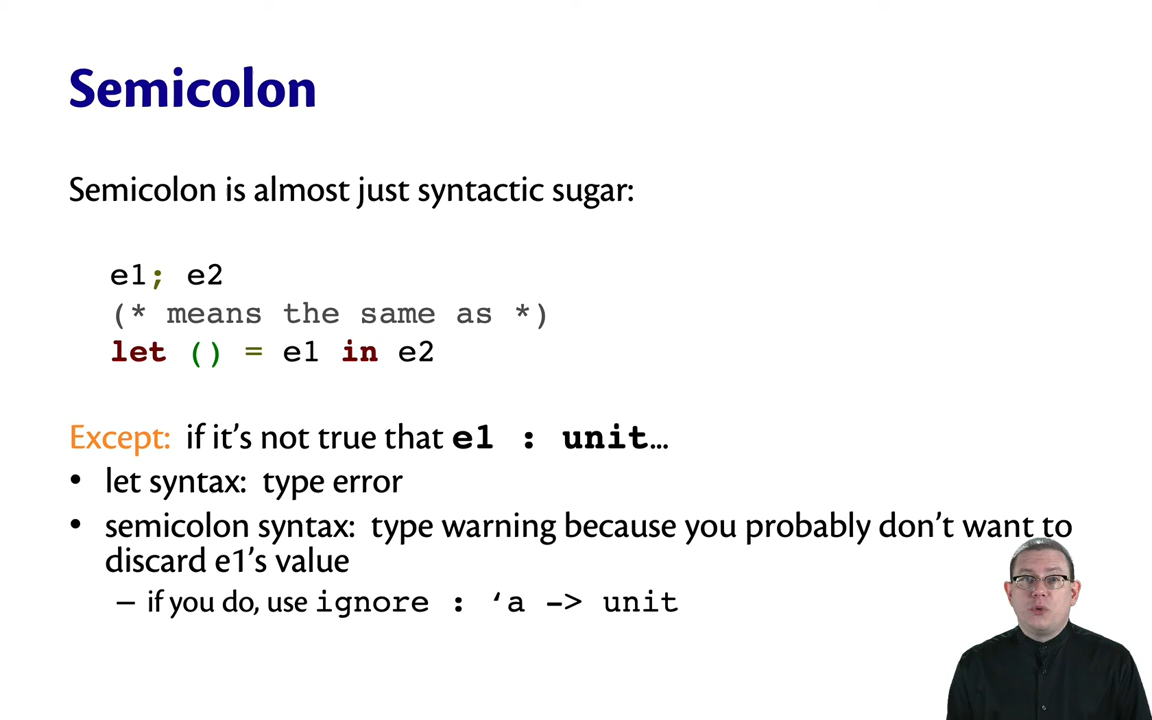 Semicolon
Semicolon is almost just syntactic sugar:
e1; e2
(* means the same as *)
let () = e1 in e2
Except: if it’s not true that e1 : unit…
• let syntax: type error
• semicolon syntax: type warning because you probably don’t want to
discard e1’s value
– if you do, use ignore : ‘a -> unit